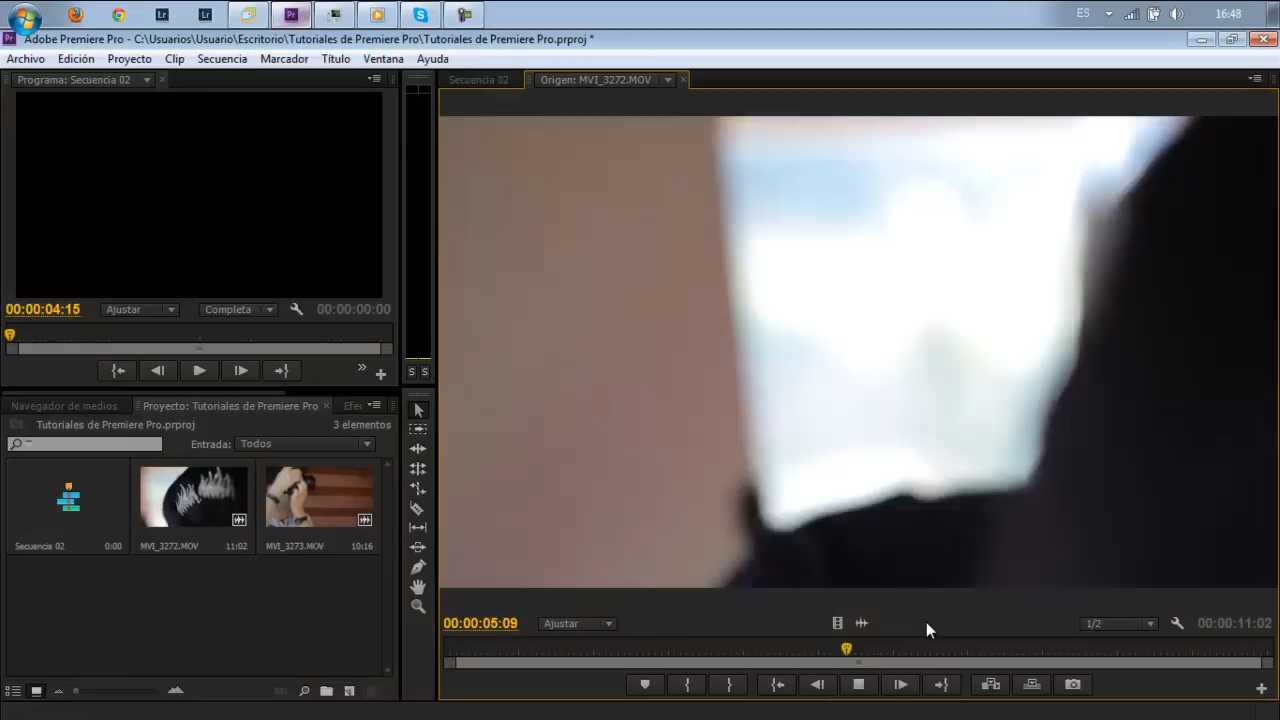 ES
16:48
Adobe Premiere Pro - C:\Usuarios\Usuario\Escritorio\Tutoriales de Premiere Pro\Tutoriales de Premiere Pro.prproj *
Archivo Edición Proyecto Clip Secuencia Marcador Título Ventana Ayuda
Programa: Secuencia 02
Secuencia 02
Origen: MVI_3272.MOV
00:00:04:15 Ajustar Completa 00:00:00:00
S S
Navegador de medios Proyecto: Tutoriales de Premiere Pro Efec
Tutoriales de Premiere Pro.prproj 3 elementos
Entrada: Todos
Secuencia 02 0:00 MVI_3272.MOV 11:02 MVI_3273.MOV 10:16
00:00:05:09 Ajustar 1/2 00:00:11:02